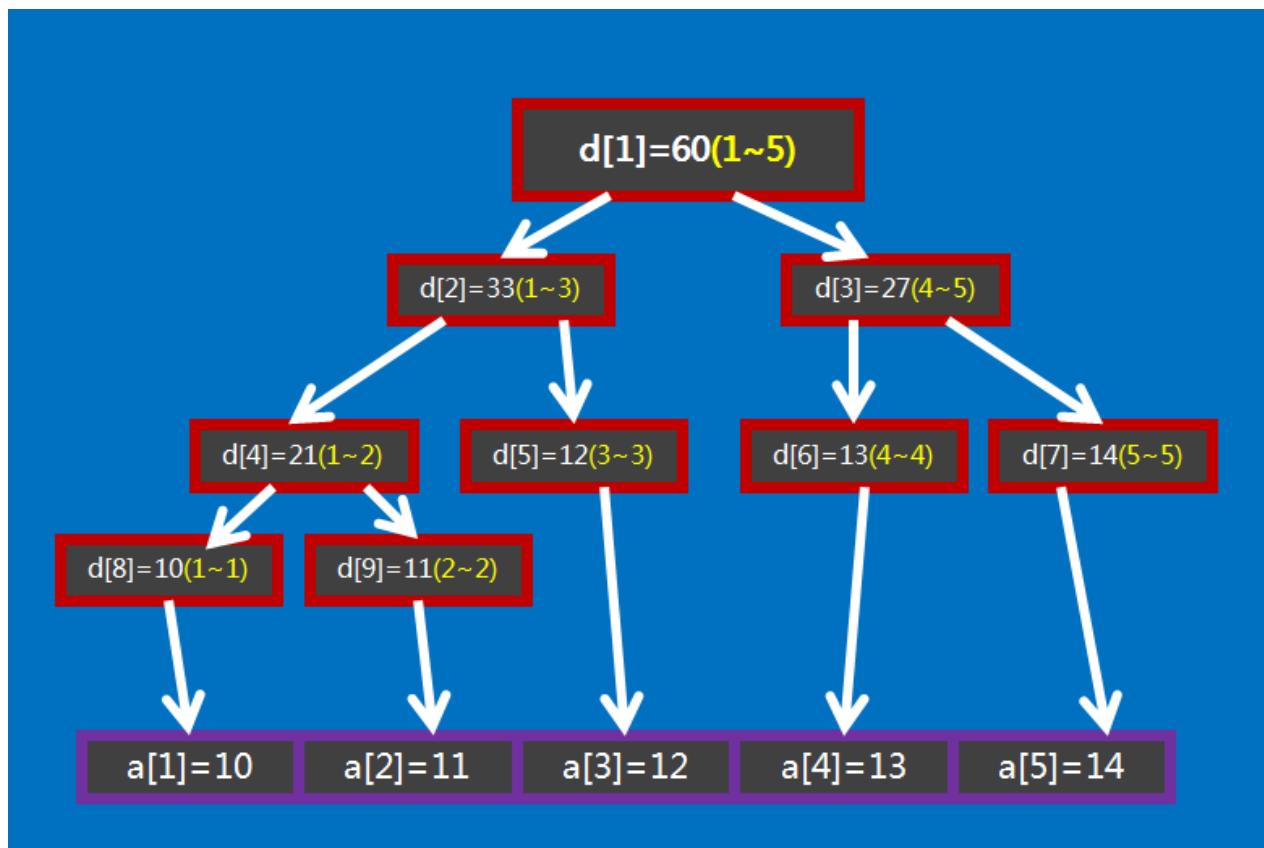 d[1]=60(1~5)
d[2]=33(1~3)
d[3]=27(4~5)
d[4]=21(1~2)
d[5]=12(3~3)
d[6]=13(4~4)
d[7]=14(5~5)
d[8]=10(1~1)
d[9]=11(2~2)
a[1]=10
a[2]=11
a[3]=12
a[4]=13
a[5]=14